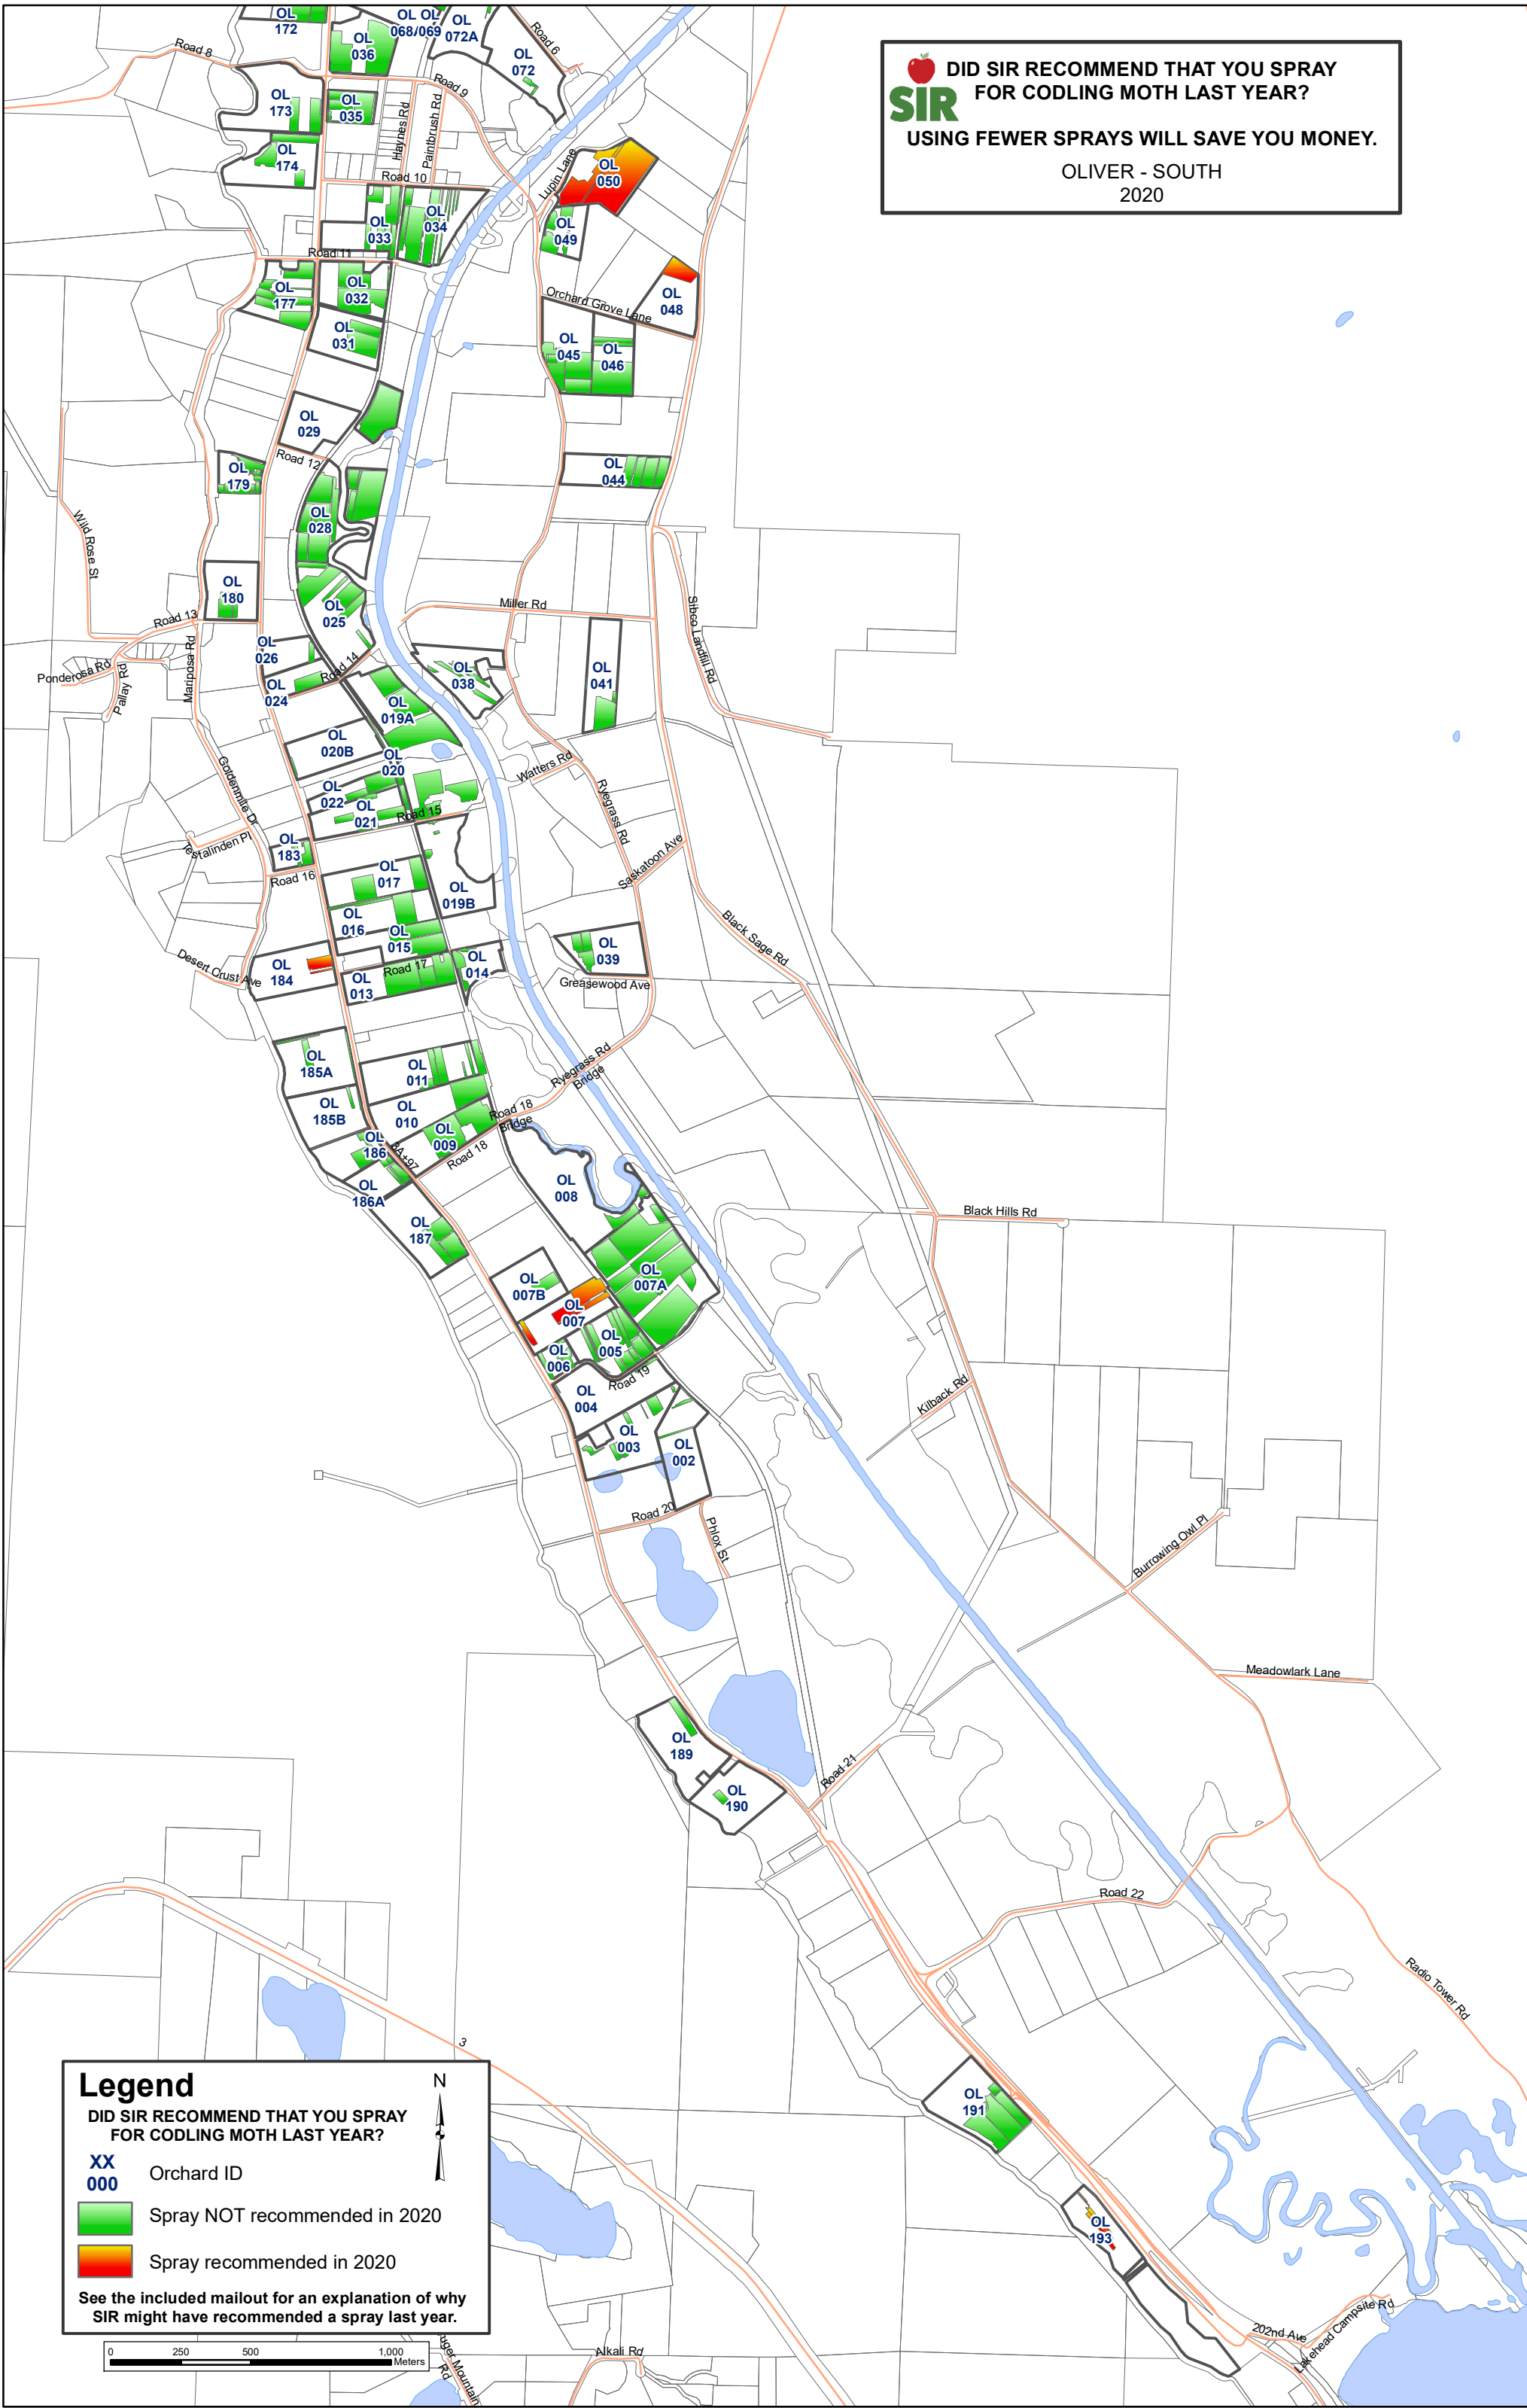 DID SIR RECOMMEND THAT YOU SPRAY
FOR CODLING MOTH LAST YEAR?
SIR
USING FEWER SPRAYS WILL SAVE YOU MONEY.
OLIVER - SOUTH
2020
OL
172
OL
036
OL OL
068/069
OL
072A
OL
072
Road 6
Road 8
Road 9
OL
173
OL
035
Haynes Rd
Paintbrush Rd
OL
174
Road 10
Lupin Lane
OL
050
OL
033
OL
034
OL
049
Road 11
OL
177
OL
032
OL
048
Orchard Grove Lane
OL
031
OL
045
OL
046
OL
029
Road 12
OL
179
OL
044
OL
028
Wild Rose St
OL
180
OL
025
Miller Rd
Sibco Landfill Rd
Road 13
Mariposa Rd
OL
026
Ponderosa Rd
Pallay Rd
Road 14
OL
024
OL
038
OL
041
OL
019A
OL
020B
OL
020
Goldenmile Dr
Watters Rd
Ryegrass Rd
OL
022
OL
021
Road 15
Testalinden Pl
OL
183
Road 16
OL
017
OL
019B
Saskatoon Ave
OL
016
OL
015
Black Sage Rd
OL
039
Desert Crust Ave
OL
184
OL
013
Road 17
OL
014
Greasewood Ave
OL
185A
OL
011
Ryegrass Rd
Bridge
OL
185B
OL
010
Road 18
Bridge
OL
186
OL
009
Road 18
OL
186A
OL
008
OL
187
Black Hills Rd
OL
007A
OL
007B
OL
007
OL
005
OL
006
Road 19
OL
004
Kilback Rd
OL
003
OL
002
Road 20
Phlox St
Burrowing Owl Pl
Meadowlark Lane
OL
189
OL
190
Road 21
Road 22
Radio Tower Rd
3
OL
191
OL
193
202nd Ave
Lakehead Campsite Rd
Alkali Rd
Mountain
Rd
Legend
N
DID SIR RECOMMEND THAT YOU SPRAY
FOR CODLING MOTH LAST YEAR?
XX
000
Orchard ID
Spray NOT recommended in 2020
Spray recommended in 2020
See the included mailout for an explanation of why
SIR might have recommended a spray last year.
0 250 500 1,000
Meters